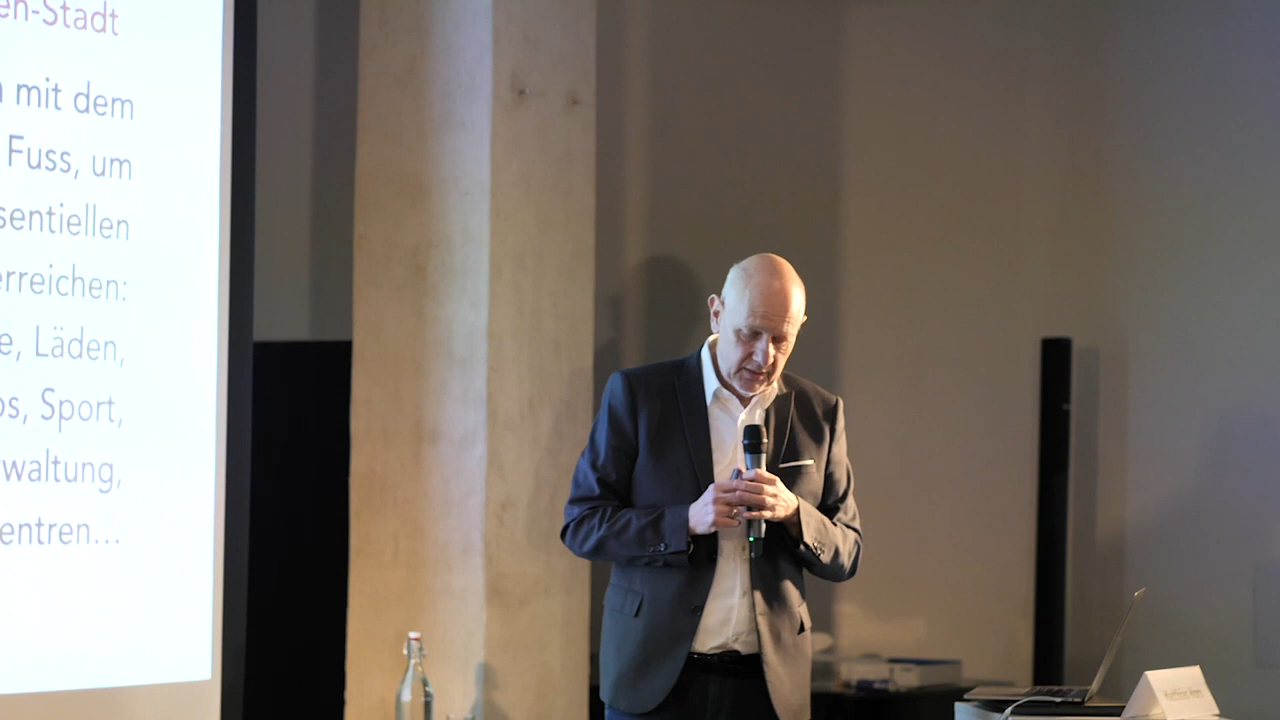 en-Stadt
mit dem
Fuss, um
sentiellen
erreichen:
e, Läden,
os, Sport,
waltung,
entren...